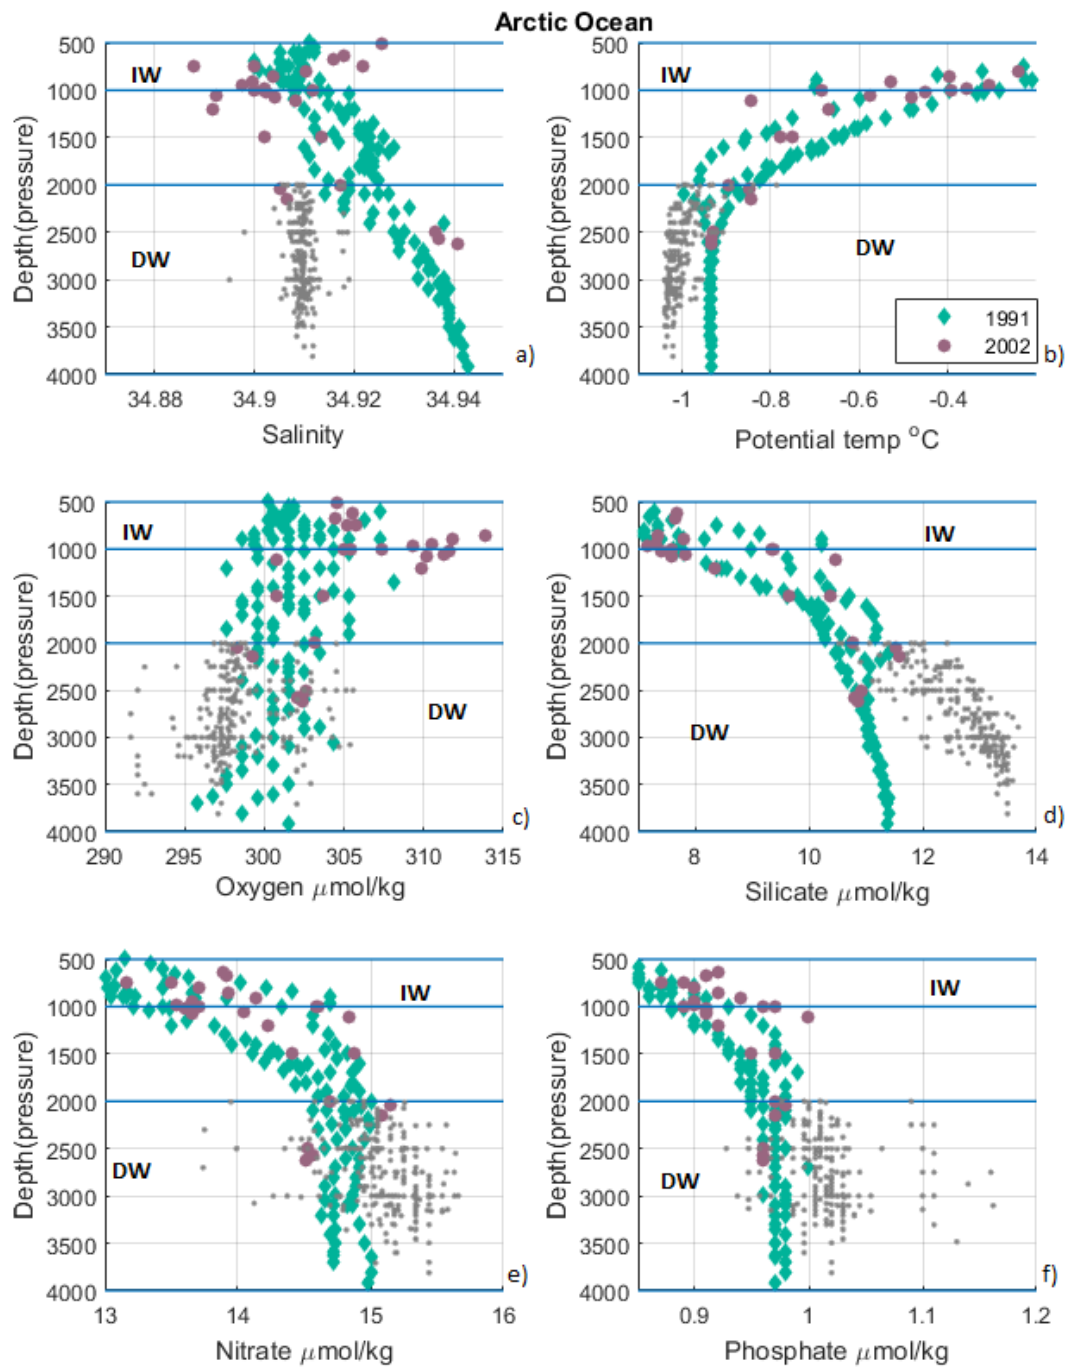 Arctic Ocean
500
1000
1500
2000
2500
3000
3500
4000
Depth(pressure)
IW
DW
a)
34.88 34.9 34.92 34.94
Salinity
500
1000
1500
2000
2500
3000
3500
4000
Depth(pressure)
IW
DW
1991
2002
b)
-1 -0.8 -0.6 -0.4
Potential temp °C
500
1000
1500
2000
2500
3000
3500
4000
Depth(pressure)
IW
DW
c)
290 295 300 305 310 315
Oxygen μmol/kg
500
1000
1500
2000
2500
3000
3500
4000
Depth(pressure)
IW
DW
d)
8 10 12 14
Silicate μmol/kg
500
1000
1500
2000
2500
3000
3500
4000
Depth(pressure)
IW
DW
e)
13 14 15 16
Nitrate μmol/kg
500
1000
1500
2000
2500
3000
3500
4000
Depth(pressure)
IW
DW
f)
0.9 1 1.1 1.2
Phosphate μmol/kg